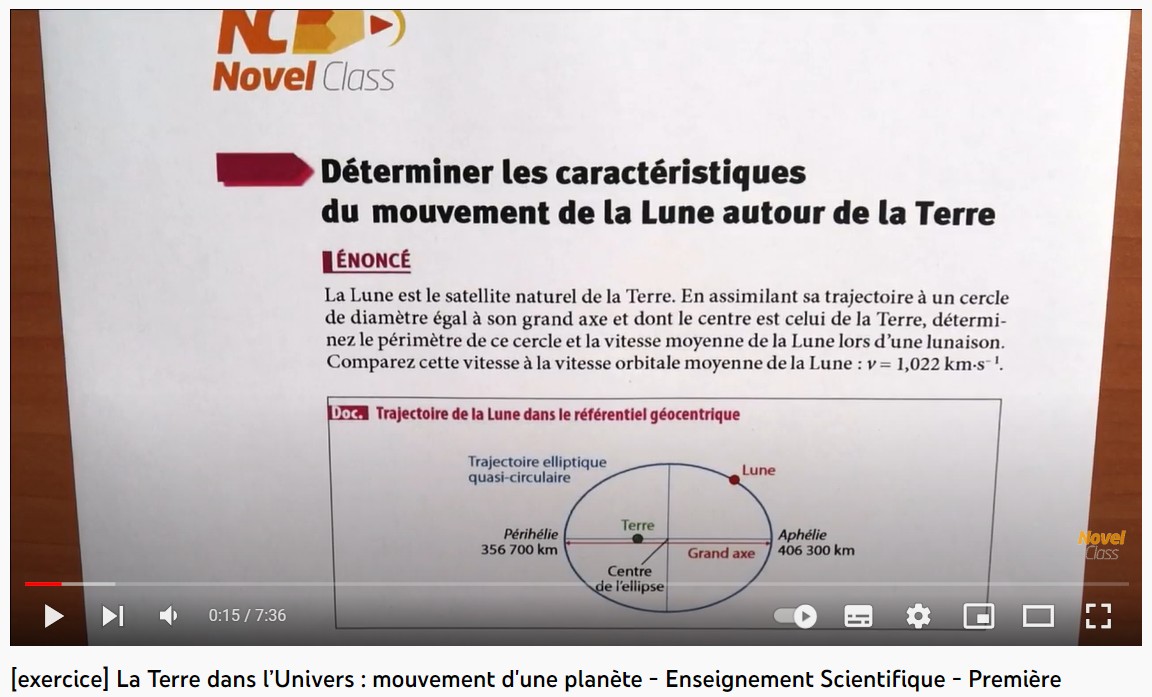 NC
Novel Class
Déterminer les caractéristiques
du mouvement de la Lune autour de la Terre
ÉNONCÉ
La Lune est le satellite naturel de la Terre. En assimilant sa trajectoire à un cercle
de diamètre égal à son grand axe et dont le centre est celui de la Terre, détermi-
nez le périmètre de ce cercle et la vitesse moyenne de la Lune lors d'une lunaison.
Comparez cette vitesse à la vitesse orbitale moyenne de la Lune : v = 1,022 km·s⁻¹.
Doc. Trajectoire de la Lune dans le référentiel géocentrique
Trajectoire elliptique
quasi-circulaire
Lune
Terre
Périhélie
356 700 km
Aphélie
406 300 km
Grand axe
Centre
de l'ellipse
Novel
Class
0:15 / 7:36
[exercice] La Terre dans l'Univers : mouvement d'une planète - Enseignement Scientifique - Première